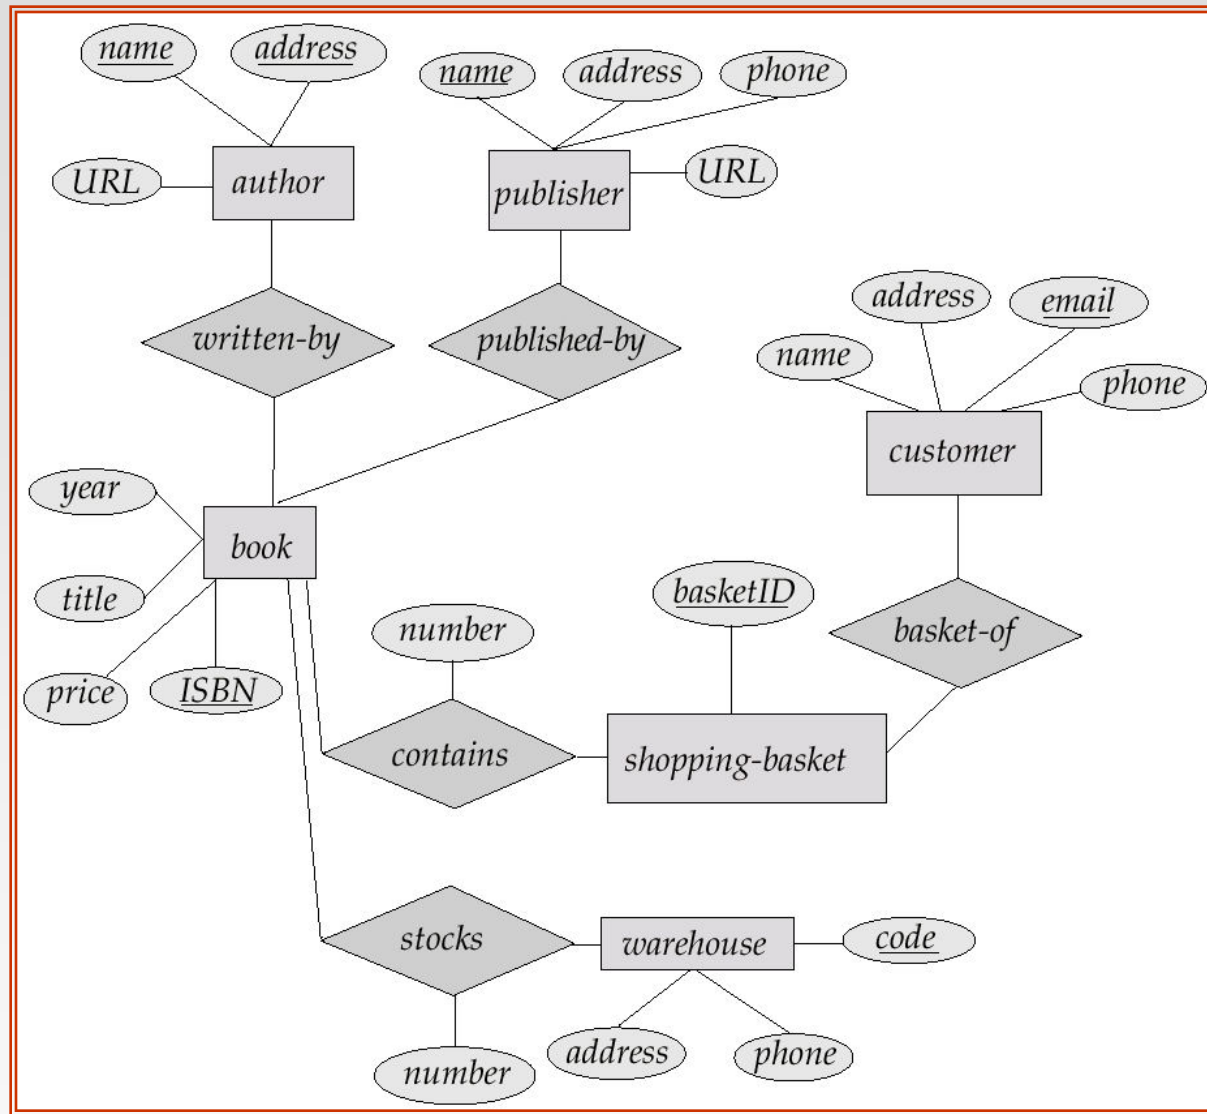 name
address
name
address
phone
URL
author
publisher
URL
written-by
published-by
address
email
name
phone
customer
year
book
title
price
ISBN
number
basketID
basket-of
contains
shopping-basket
stocks
warehouse
code
number
address
phone